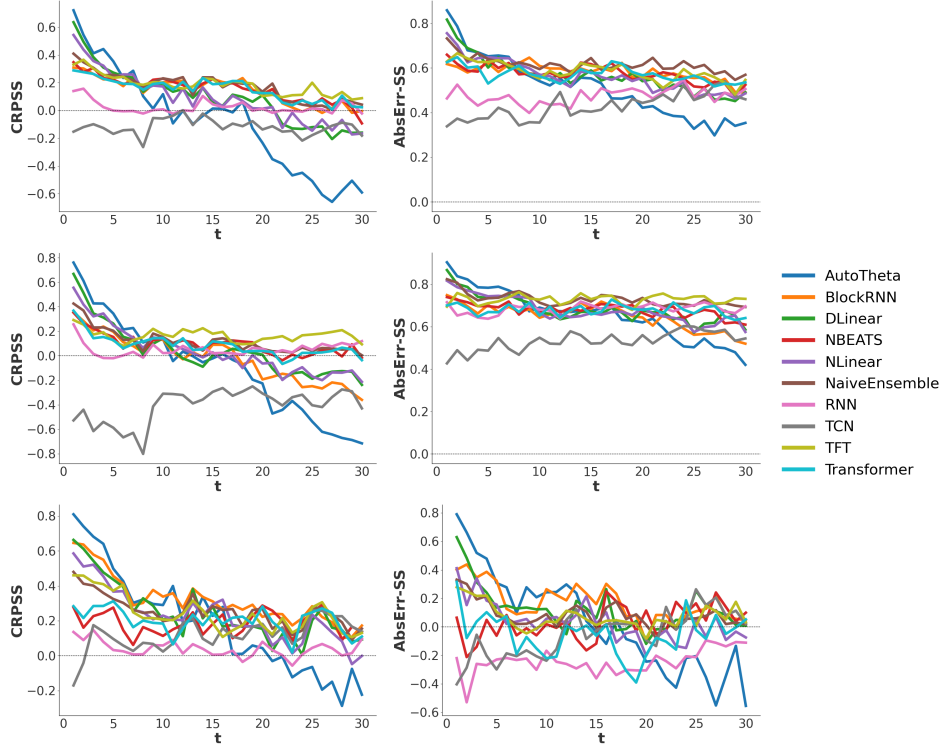 0.6
0.4
0.2
0.0
−0.2
−0.4
−0.6
CRPSS
0 5 10 15 20 25 30
t
0.8
0.6
0.4
0.2
0.0
AbsErr-SS
0 5 10 15 20 25 30
t
0.8
0.6
0.4
0.2
0.0
−0.2
−0.4
−0.6
−0.8
CRPSS
0 5 10 15 20 25 30
t
0.8
0.6
0.4
0.2
0.0
AbsErr-SS
0 5 10 15 20 25 30
t
AutoTheta
BlockRNN
DLinear
NBEATS
NLinear
NaiveEnsemble
RNN
TCN
TFT
Transformer
0.8
0.6
0.4
0.2
0.0
−0.2
CRPSS
0 5 10 15 20 25 30
t
0.8
0.6
0.4
0.2
0.0
−0.2
−0.4
−0.6
AbsErr-SS
0 5 10 15 20 25 30
t